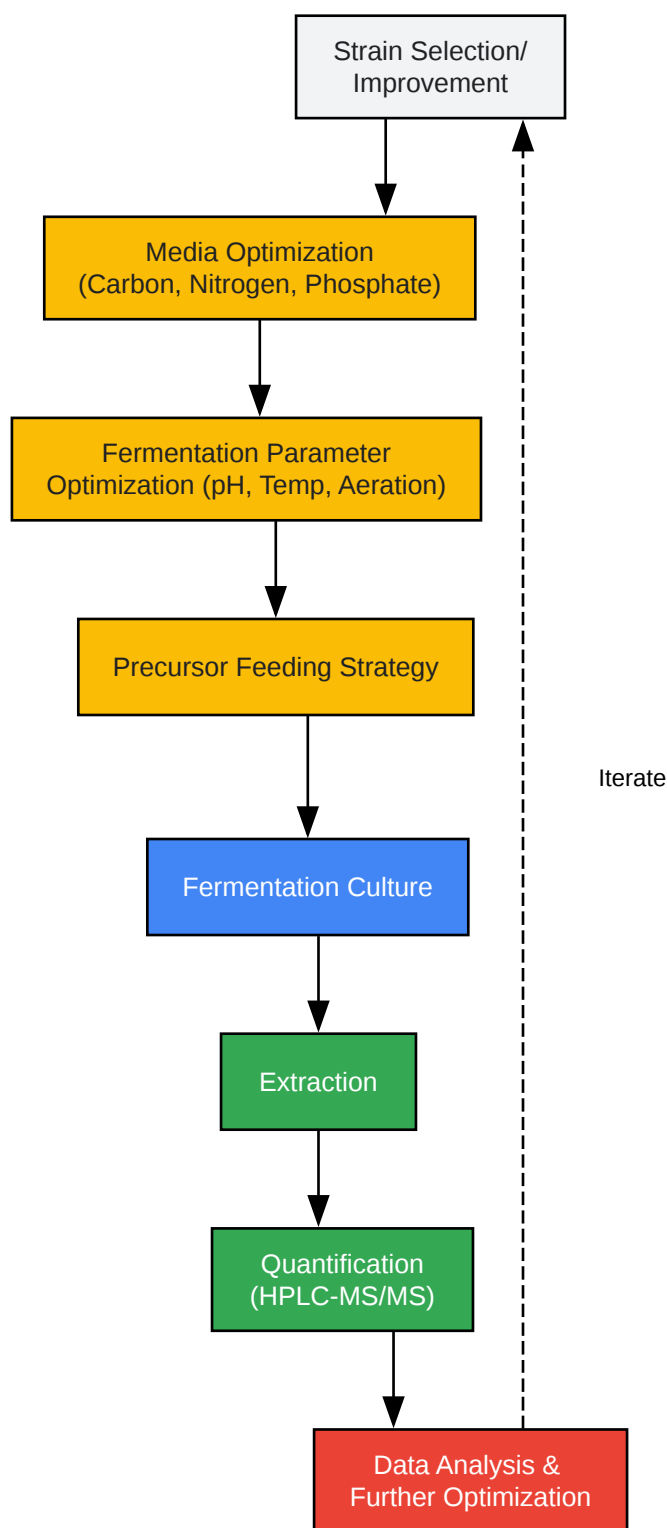 Strain Selection/
Improvement
Media Optimization
(Carbon, Nitrogen, Phosphate)
Fermentation Parameter
Optimization (pH, Temp, Aeration)
Precursor Feeding Strategy
Iterate
Fermentation Culture
Extraction
Quantification
(HPLC-MS/MS)
Data Analysis &
Further Optimization